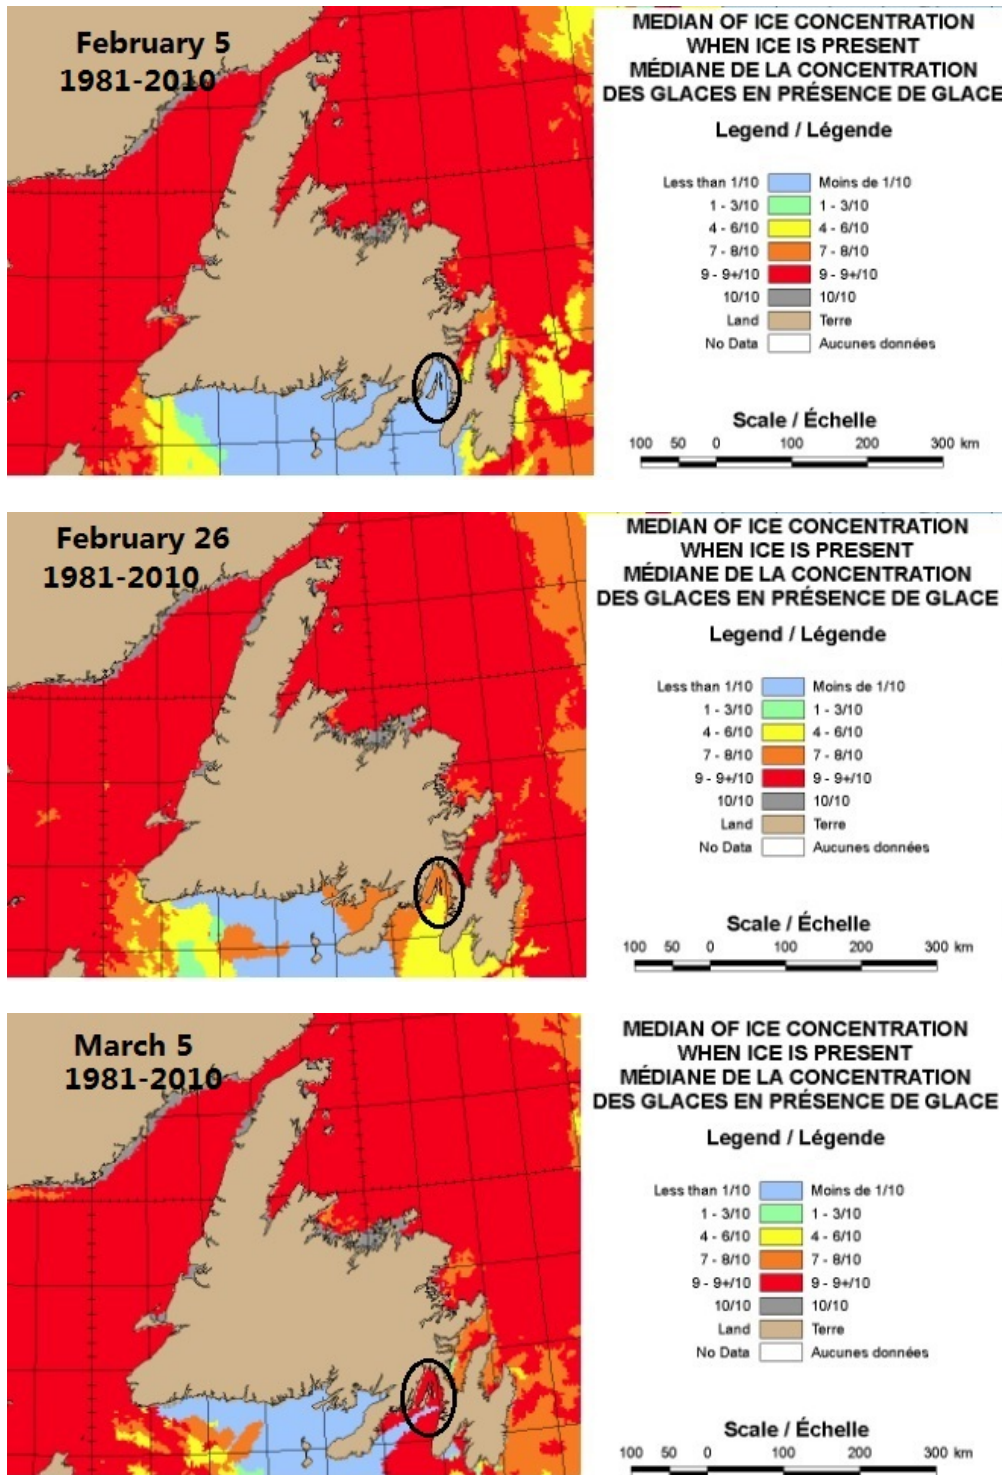 February 5
1981-2010
MEDIAN OF ICE CONCENTRATION
WHEN ICE IS PRESENT
MÉDIANE DE LA CONCENTRATION
DES GLACES EN PRÉSENCE DE GLACE
Legend / Légende
Less than 1/10 Moins de 1/10
1 - 3/10 1 - 3/10
4 - 6/10 4 - 6/10
7 - 8/10 7 - 8/10
9 - 9+/10 9 - 9+/10
10/10 10/10
Land Terre
No Data Aucunes données
Scale / Échelle
100 50 0 100 200 300 km
February 26
1981-2010
MEDIAN OF ICE CONCENTRATION
WHEN ICE IS PRESENT
MÉDIANE DE LA CONCENTRATION
DES GLACES EN PRÉSENCE DE GLACE
Legend / Légende
Less than 1/10 Moins de 1/10
1 - 3/10 1 - 3/10
4 - 6/10 4 - 6/10
7 - 8/10 7 - 8/10
9 - 9+/10 9 - 9+/10
10/10 10/10
Land Terre
No Data Aucunes données
Scale / Échelle
100 50 0 100 200 300 km
March 5
1981-2010
MEDIAN OF ICE CONCENTRATION
WHEN ICE IS PRESENT
MÉDIANE DE LA CONCENTRATION
DES GLACES EN PRÉSENCE DE GLACE
Legend / Légende
Less than 1/10 Moins de 1/10
1 - 3/10 1 - 3/10
4 - 6/10 4 - 6/10
7 - 8/10 7 - 8/10
9 - 9+/10 9 - 9+/10
10/10 10/10
Land Terre
No Data Aucunes données
Scale / Échelle
100 50 0 100 200 300 km